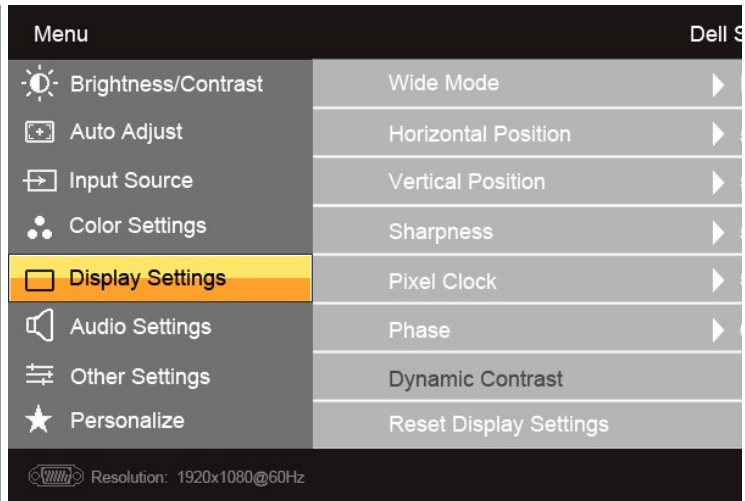 Menu
Dell
Brightness/Contrast
Auto Adjust
Input Source
Color Settings
Display Settings
Audio Settings
Other Settings
Personalize
Wide Mode
Horizontal Position
Vertical Position
Sharpness
Pixel Clock
Phase
Dynamic Contrast
Reset Display Settings
Resolution: 1920x1080@60Hz